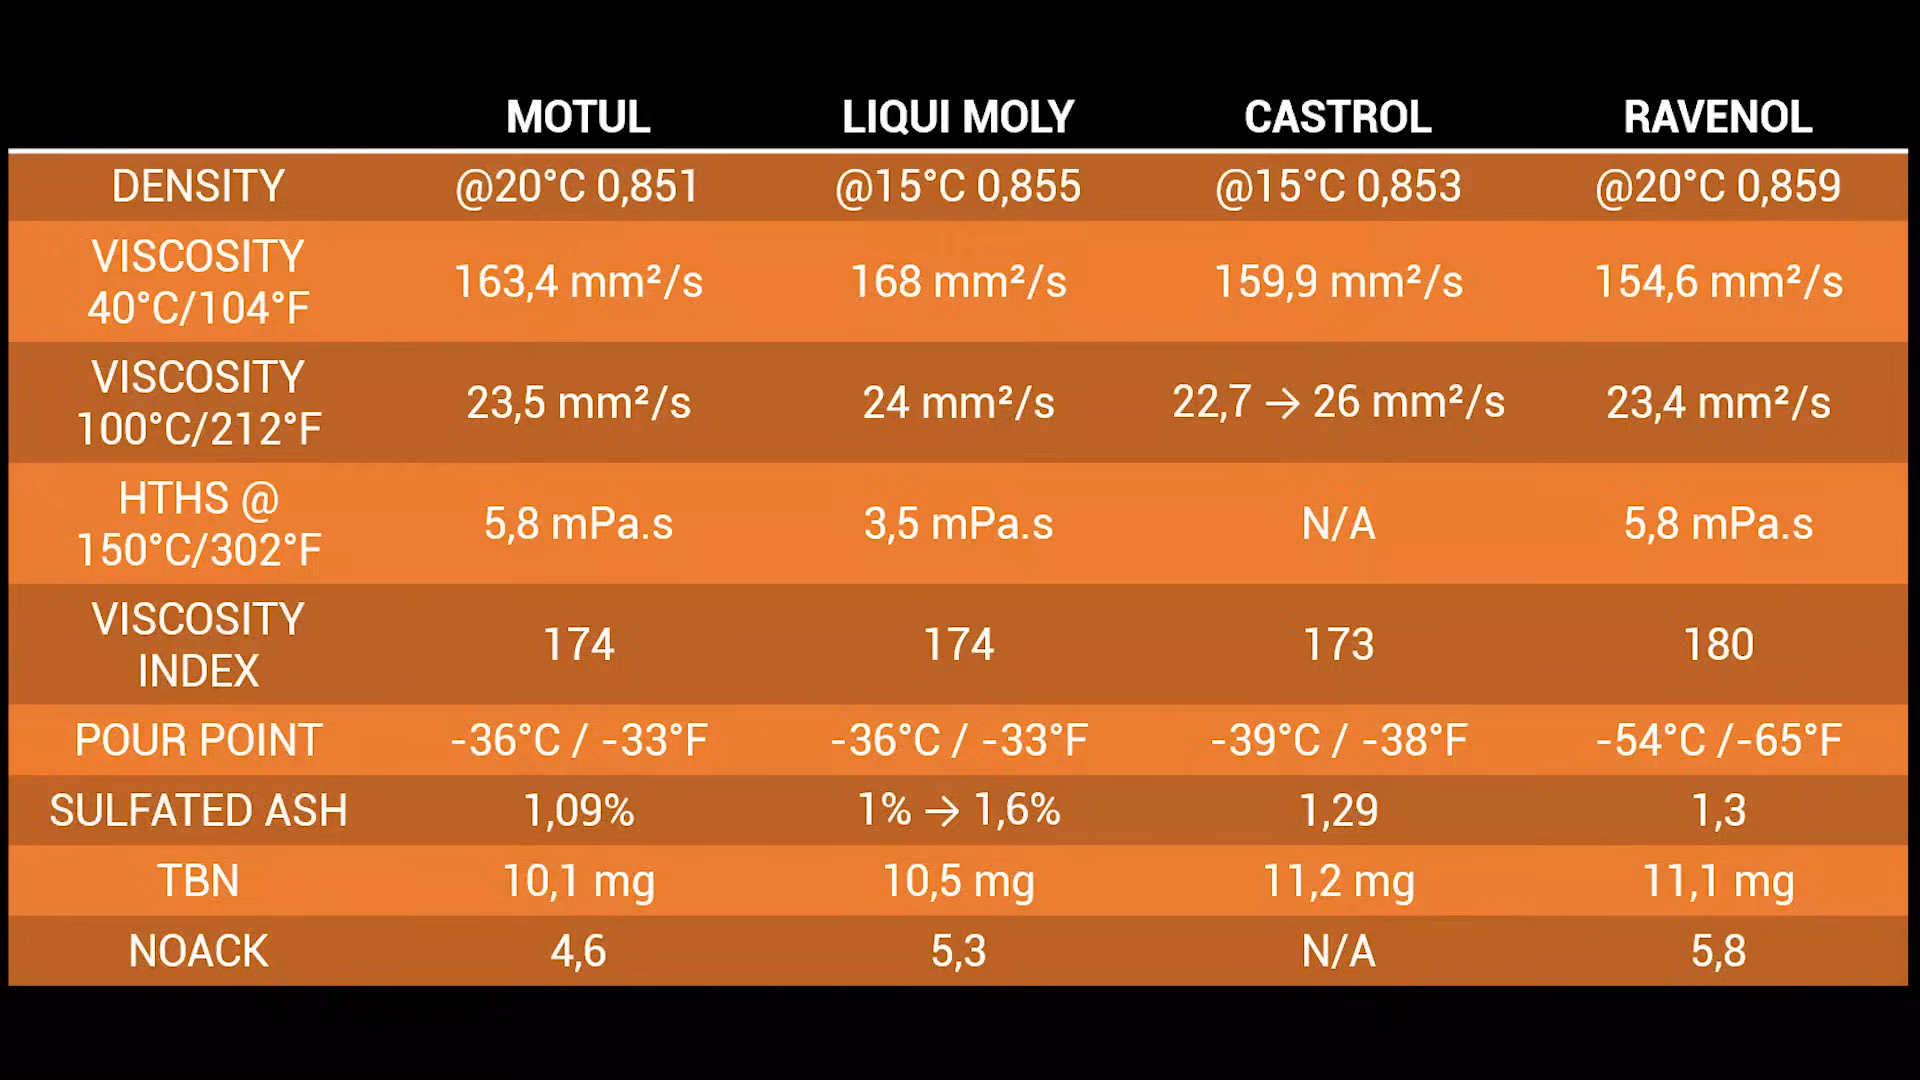 MOTUL LIQUI MOLY CASTROL RAVENOL
DENSITY @20°C 0,851 @15°C 0,855 @15°C 0,853 @20°C 0,859
VISCOSITY
40°C/104°F 163,4 mm²/s 168 mm²/s 159,9 mm²/s 154,6 mm²/s
VISCOSITY
100°C/212°F 23,5 mm²/s 24 mm²/s 22,7 → 26 mm²/s 23,4 mm²/s
HTHS @
150°C/302°F 5,8 mPa.s 3,5 mPa.s N/A 5,8 mPa.s
VISCOSITY
INDEX 174 174 173 180
POUR POINT -36°C / -33°F -36°C / -33°F -39°C / -38°F -54°C /-65°F
SULFATED ASH 1,09% 1% → 1,6% 1,29 1,3
TBN 10,1 mg 10,5 mg 11,2 mg 11,1 mg
NOACK 4,6 5,3 N/A 5,8